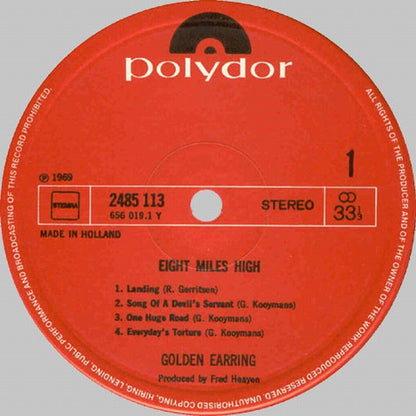 polydor
℗ 1969
1
STEMRA
2485 113
656 019.1 Y
STEREO
33⅓
MADE IN HOLLAND
EIGHT MILES HIGH
1. Landing (R. Gerritsen)
2. Song Of A Devil's Servant (G. Kooymans)
3. One Huge Road (G. Kooymans)
4. Everyday's Torture (G. Kooymans)
GOLDEN EARRING
Produced by Fred Haayen
ALL RIGHTS OF THE PRODUCER AND OF THE OWNER OF THE WORK REPRODUCED RESERVED. UNAUTHORISED COPYING, HIRING, LENDING, PUBLIC PERFORMANCE AND BROADCASTING OF THIS RECORD PROHIBITED.